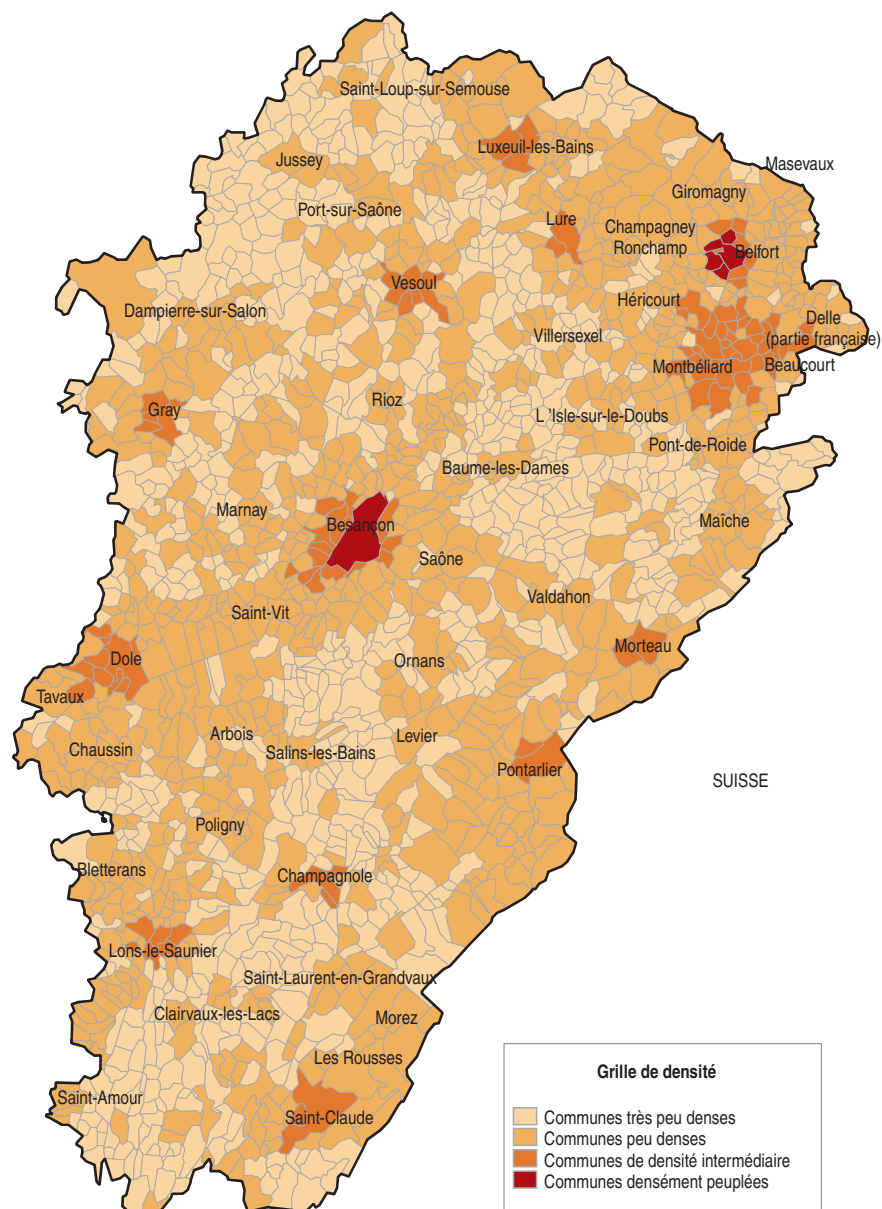 Saint-Loup-sur-Semouse
Luxeuil-les-Bains
Jussey
Masevaux
Giromagny
Port-sur-Saône
Lure
Champagney
Ronchamp
Belfort
Vesoul
Héricourt
Dampierre-sur-Salon
Delle
(partie française)
Villersexel
Montbéliard
Beaucourt
Rioz
Gray
L 'Isle-sur-le-Doubs
Pont-de-Roide
Baume-les-Dames
Marnay
Besançon
Maîche
Saône
Valdahon
Saint-Vit
Morteau
Dole
Ornans
Tavaux
Arbois
Levier
Chaussin
Salins-les-Bains
Pontarlier
SUISSE
Poligny
Bletterans
Champagnole
Lons-le-Saunier
Saint-Laurent-en-Grandvaux
Clairvaux-les-Lacs
Morez
Les Rousses
Saint-Amour
Saint-Claude
Grille de densité
Communes très peu denses
Communes peu denses
Communes de densité intermédiaire
Communes densément peuplées